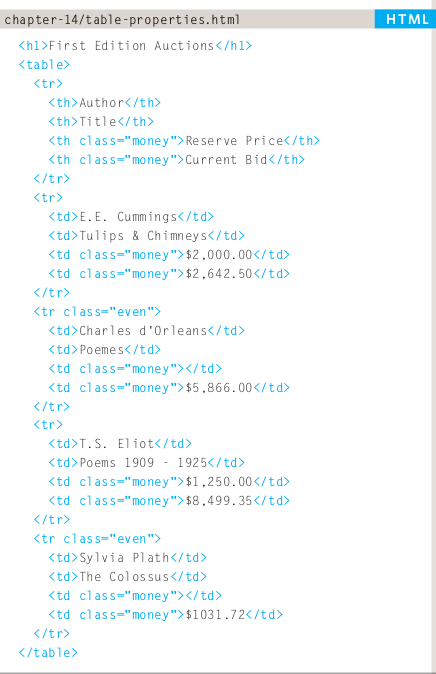 chapter-14/table-properties.html HTML
<h1>First Edition Auctions</h1>
<table>
  <tr>
    <th>Author</th>
    <th>Title</th>
    <th class="money">Reserve Price</th>
    <th class="money">Current Bid</th>
  </tr>
  <tr>
    <td>E.E. Cummings</td>
    <td>Tulips & Chimneys</td>
    <td class="money">$2,000.00</td>
    <td class="money">$2,642.50</td>
  </tr>
  <tr class="even">
    <td>Charles d'Orleans</td>
    <td>Poemes</td>
    <td class="money"></td>
    <td class="money">$5,866.00</td>
  </tr>
  <tr>
    <td>T.S. Eliot</td>
    <td>Poems 1909 - 1925</td>
    <td class="money">$1,250.00</td>
    <td class="money">$8,499.35</td>
  </tr>
  <tr class="even">
    <td>Sylvia Plath</td>
    <td>The Colossus</td>
    <td class="money"></td>
    <td class="money">$1031.72</td>
  </tr>
</table>